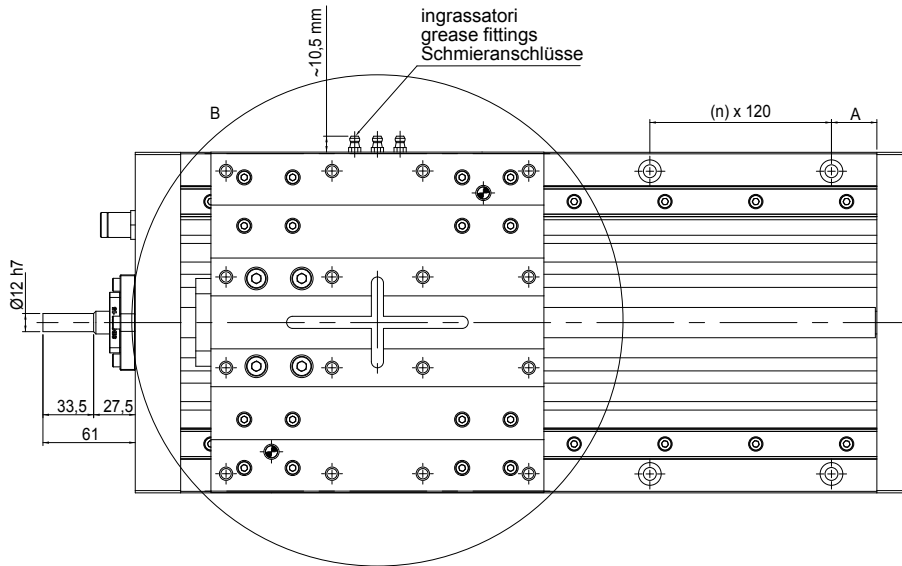 ingrassatori
grease fittings
Schmieranschlüsse
~10,5 mm
B
(n) x 120
A
Ø12 h7
33,5
27,5
61